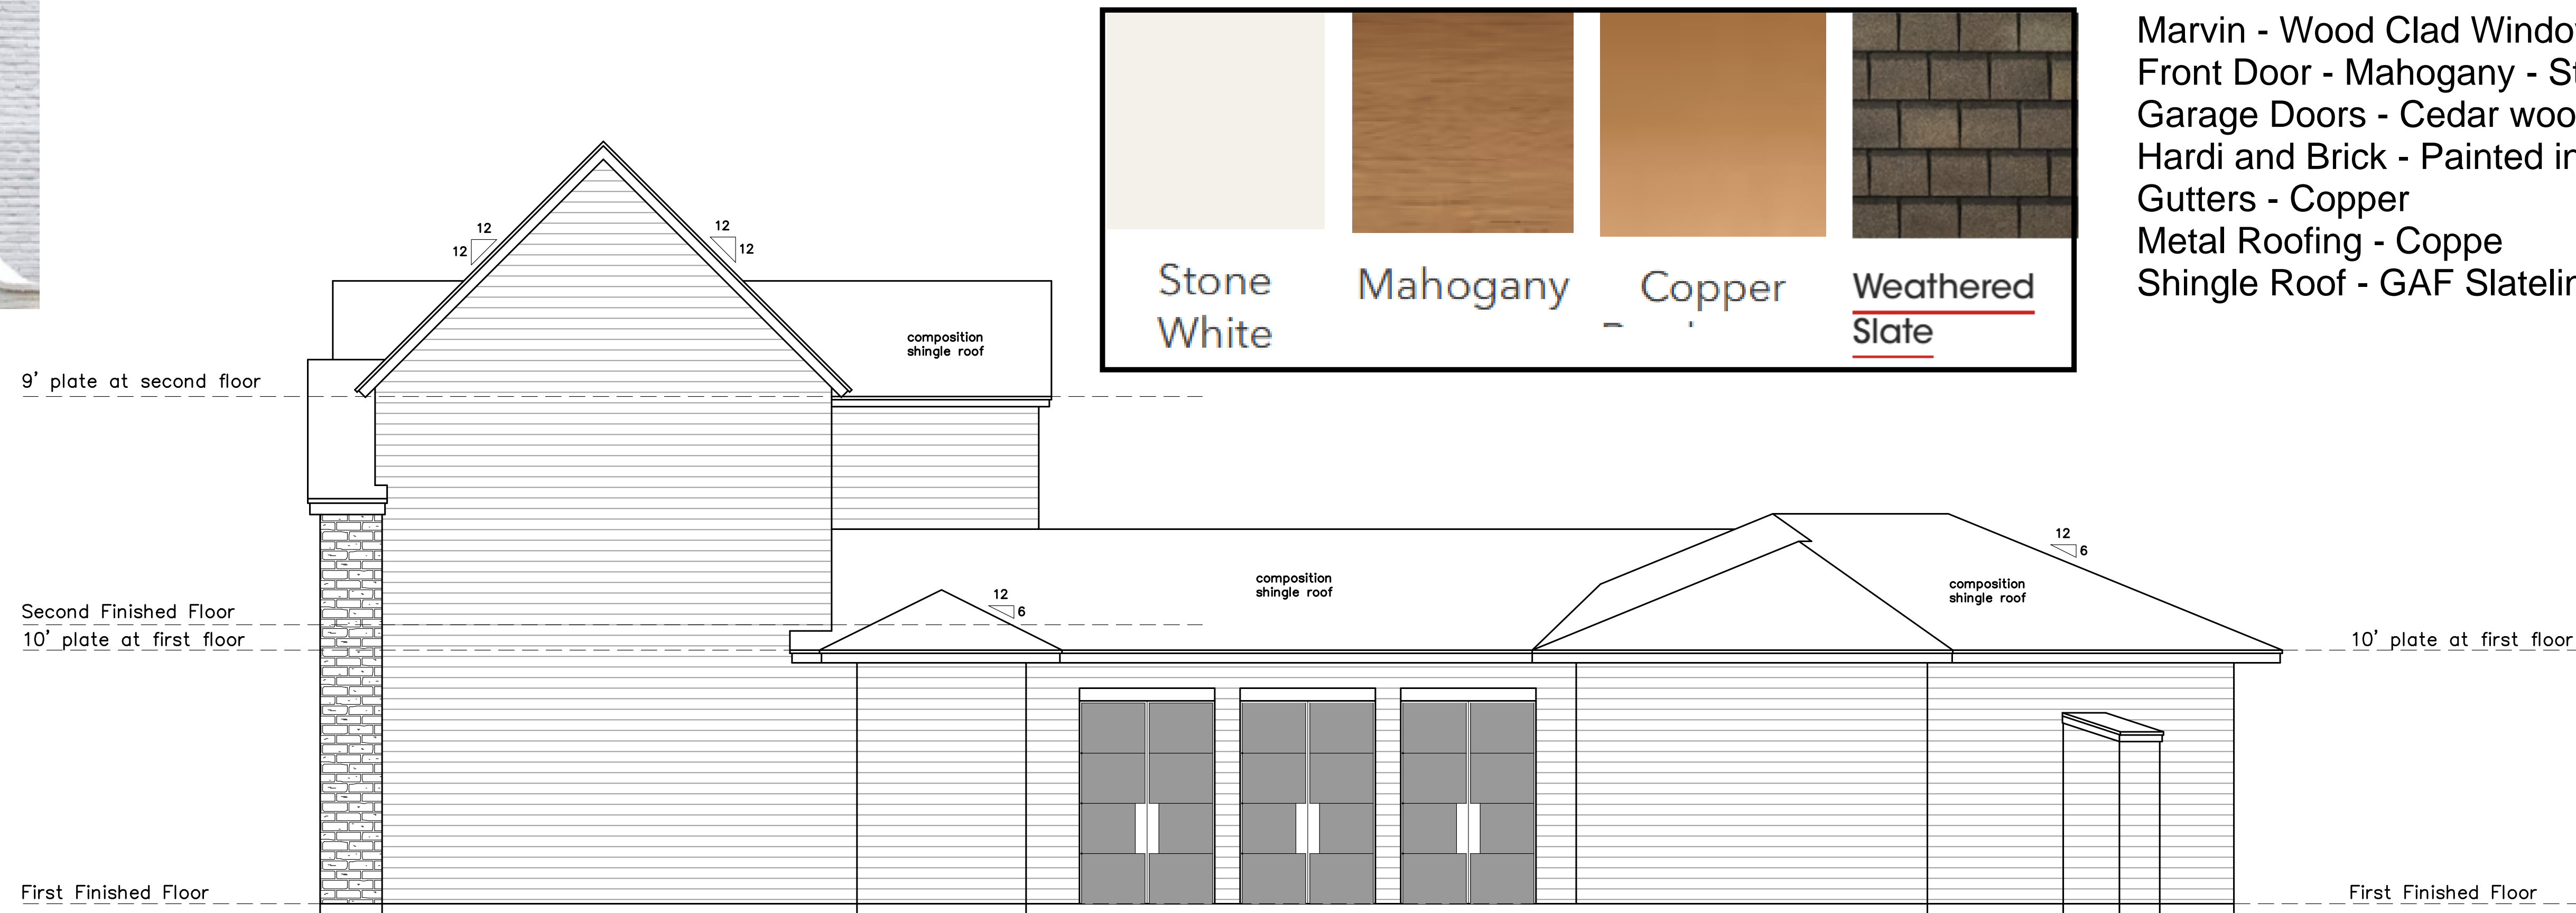 Marvin - Wood Clad
Front Door - Mahogany -
Garage Doors - Cedar
Hardi and Brick - Painted
Gutters - Copper
Metal Roofing - Coppe
Shingle Roof - GAF
Stone
White
Mahogany
Copper
Weathered
Slate
12
12
12
12
composition
shingle roof
9' plate at second floor
12
6
composition
shingle roof
12
6
composition
shingle roof
Second Finished Floor
10' plate at first floor
10' plate at first floor
First Finished Floor
First Finished Floor